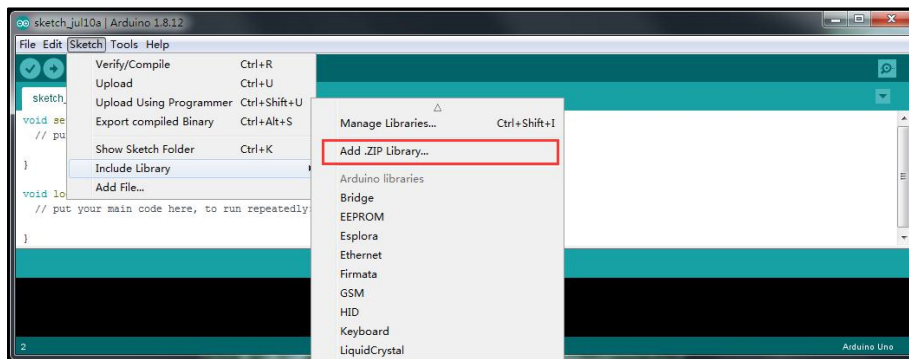 sketch_jul10a | Arduino 1.8.12
File Edit Sketch Tools Help
Verify/Compile Ctrl+R
Upload Ctrl+U
Upload Using Programmer Ctrl+Shift+U
Export compiled Binary Ctrl+Alt+S
Show Sketch Folder Ctrl+K
Include Library
Add File...
sketch_
void se
// pu
}
void lo
// put your main code here, to run repeatedly
}
Manage Libraries... Ctrl+Shift+I
Add .ZIP Library...
Arduino libraries
Bridge
EEPROM
Esplora
Ethernet
Firmata
GSM
HID
Keyboard
LiquidCrystal
2
Arduino Uno